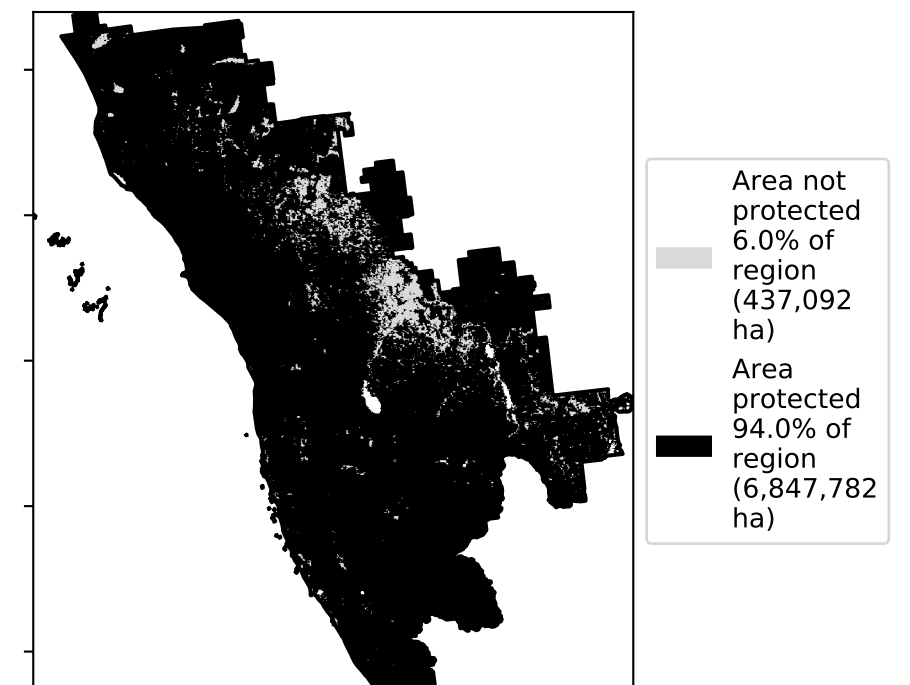 Area not
protected
6.0% of
region
(437,092
ha)
Area
protected
94.0% of
region
(6,847,782
ha)